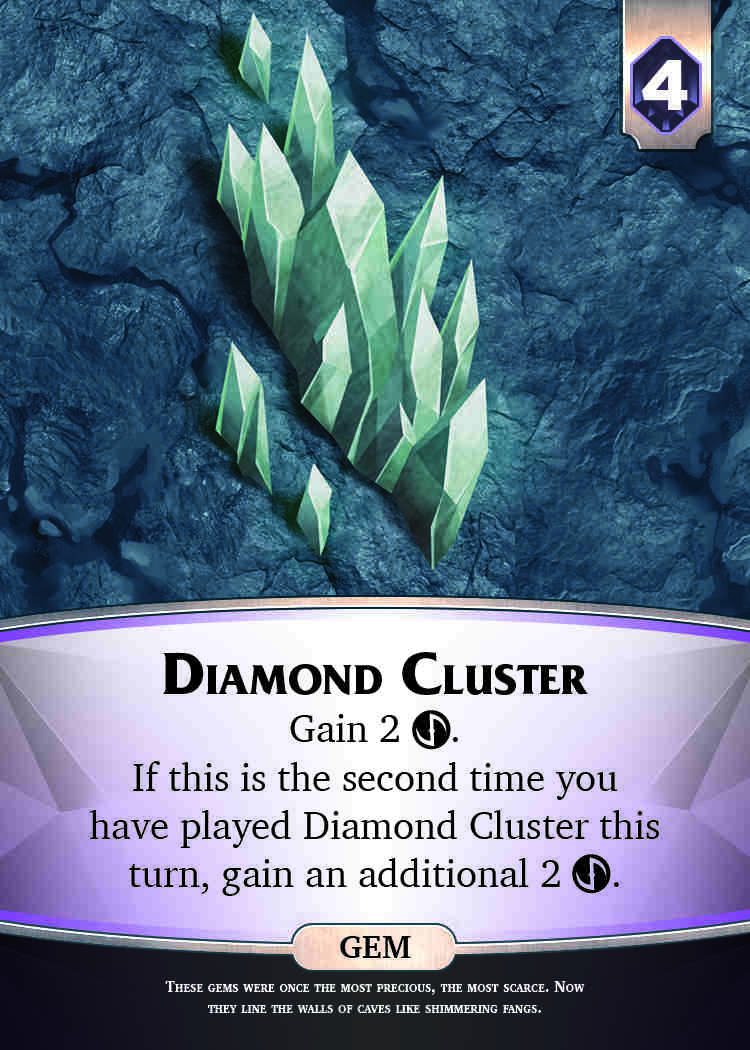 4
Diamond Cluster
Gain 2 .
If this is the second time you
have played Diamond Cluster this
turn, gain an additional 2 .
GEM
These gems were once the most precious, the most scarce. Now
they line the walls of caves like shimmering fangs.